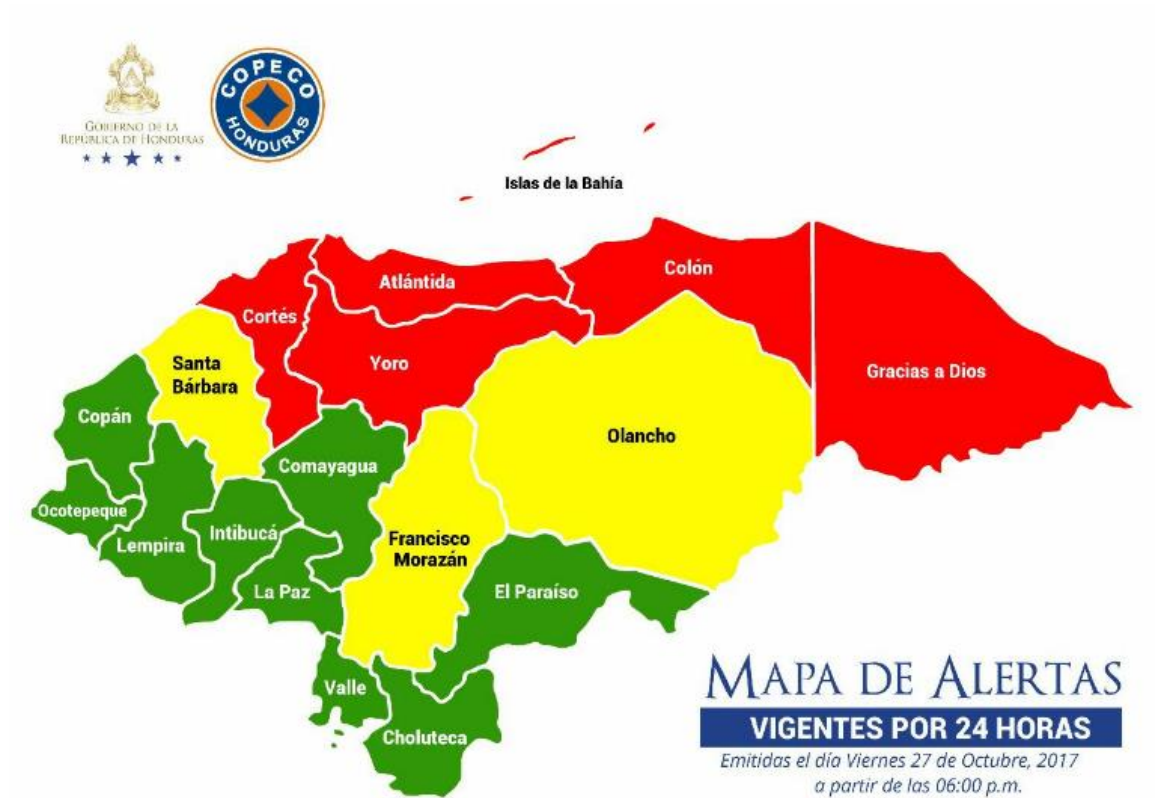 GOBIERNO DE LA
REPÚBLICA DE HONDURAS
COPECO
HONDURAS
Islas de la Bahía
Atlántida
Colón
Cortés
Yoro
Gracias a Dios
Santa
Bárbara
Copán
Olancho
Comayagua
Ocotepeque
Lempira
Intibucá
Francisco
Morazán
La Paz
El Paraíso
Valle
Choluteca
MAPA DE ALERTAS
VIGENTES POR 24 HORAS
Emitidas el día Viernes 27 de Octubre, 2017
a partir de las 06:00 p.m.